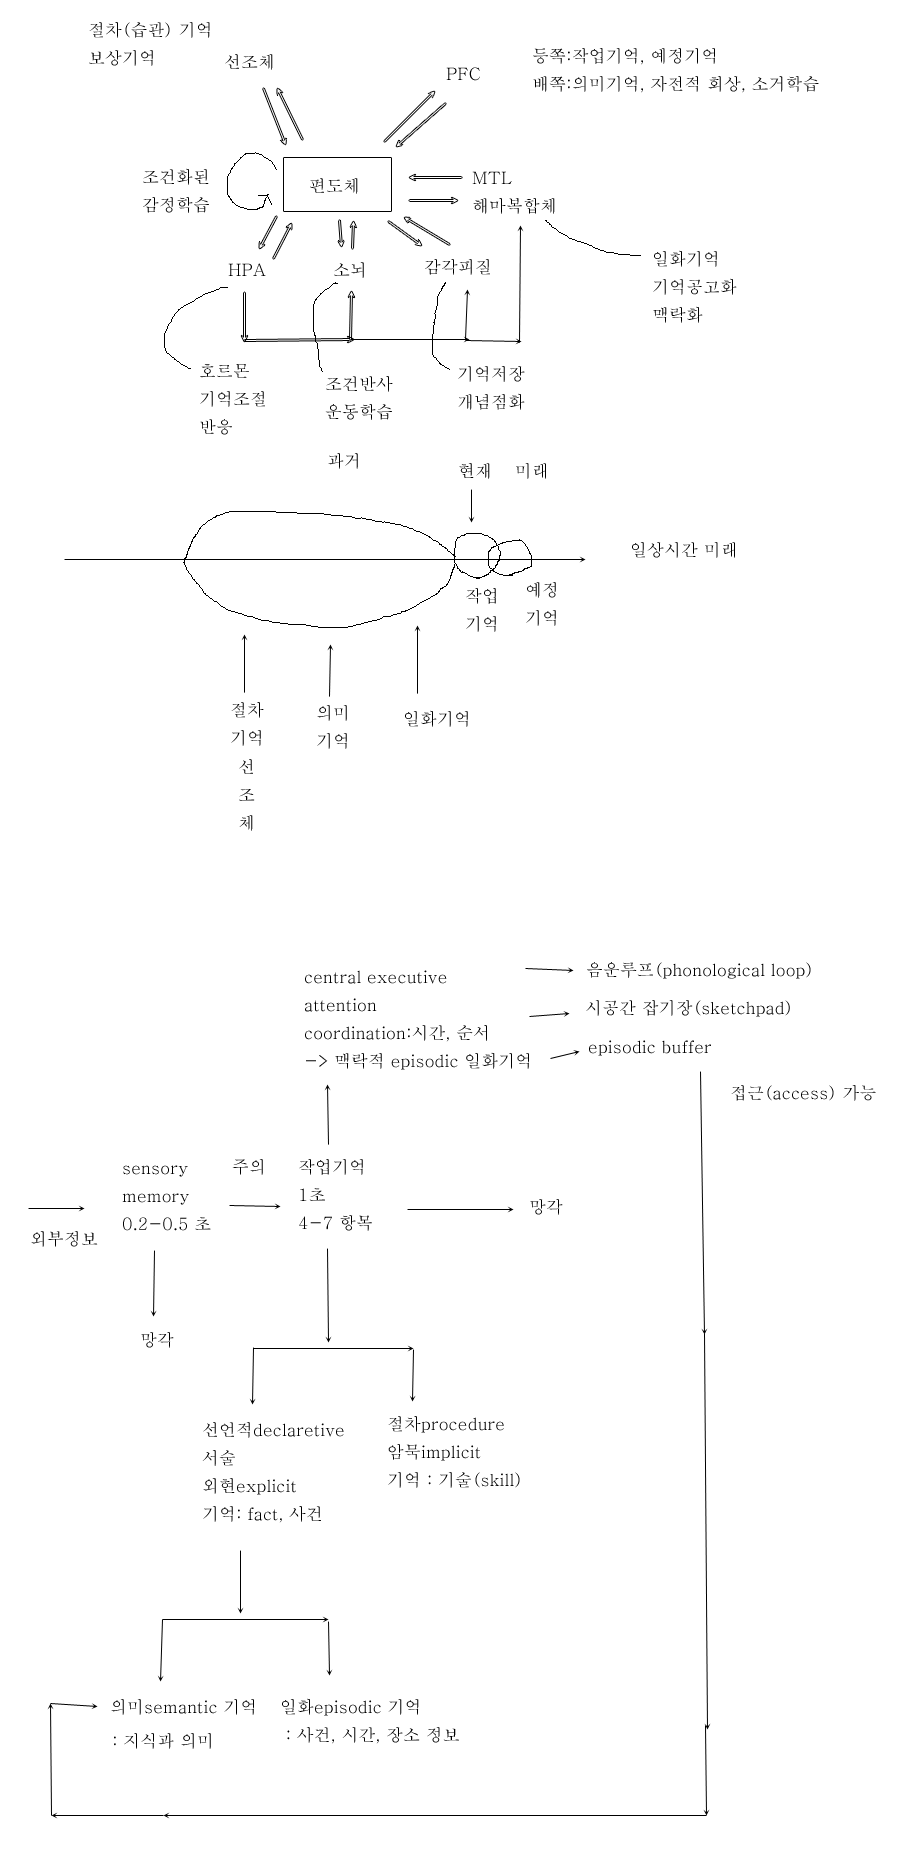 절차(습관) 기억
보상기억
선조체
PFC
등쪽:작업기억, 예정기억
배쪽:의미기억, 자전적 회상, 소거학습
조건화된
감정학습
편도체
MTL
해마복합체
HPA
소뇌
감각피질
일화기억
기억공고화
맥락화
호르몬
기억조절
반응
조건반사
운동학습
기억저장
개념점화
과거
현재
미래
일상시간 미래
작업
기억
예정
기억
절차
기억
선
조
체
의미
기억
일화기억
central executive
attention
coordination:시간, 순서
-> 맥락적 episodic 일화기억
음운루프(phonological loop)
시공간 잡기장(sketchpad)
episodic buffer
접근(access) 가능
외부정보
sensory
memory
0.2-0.5 초
주의
작업기억
1초
4-7 항목
망각
망각
선언적declaretive
서술
외현explicit
기억: fact, 사건
절차procedure
암묵implicit
기억 : 기술(skill)
의미semantic 기억
: 지식과 의미
일화episodic 기억
: 사건, 시간, 장소 정보